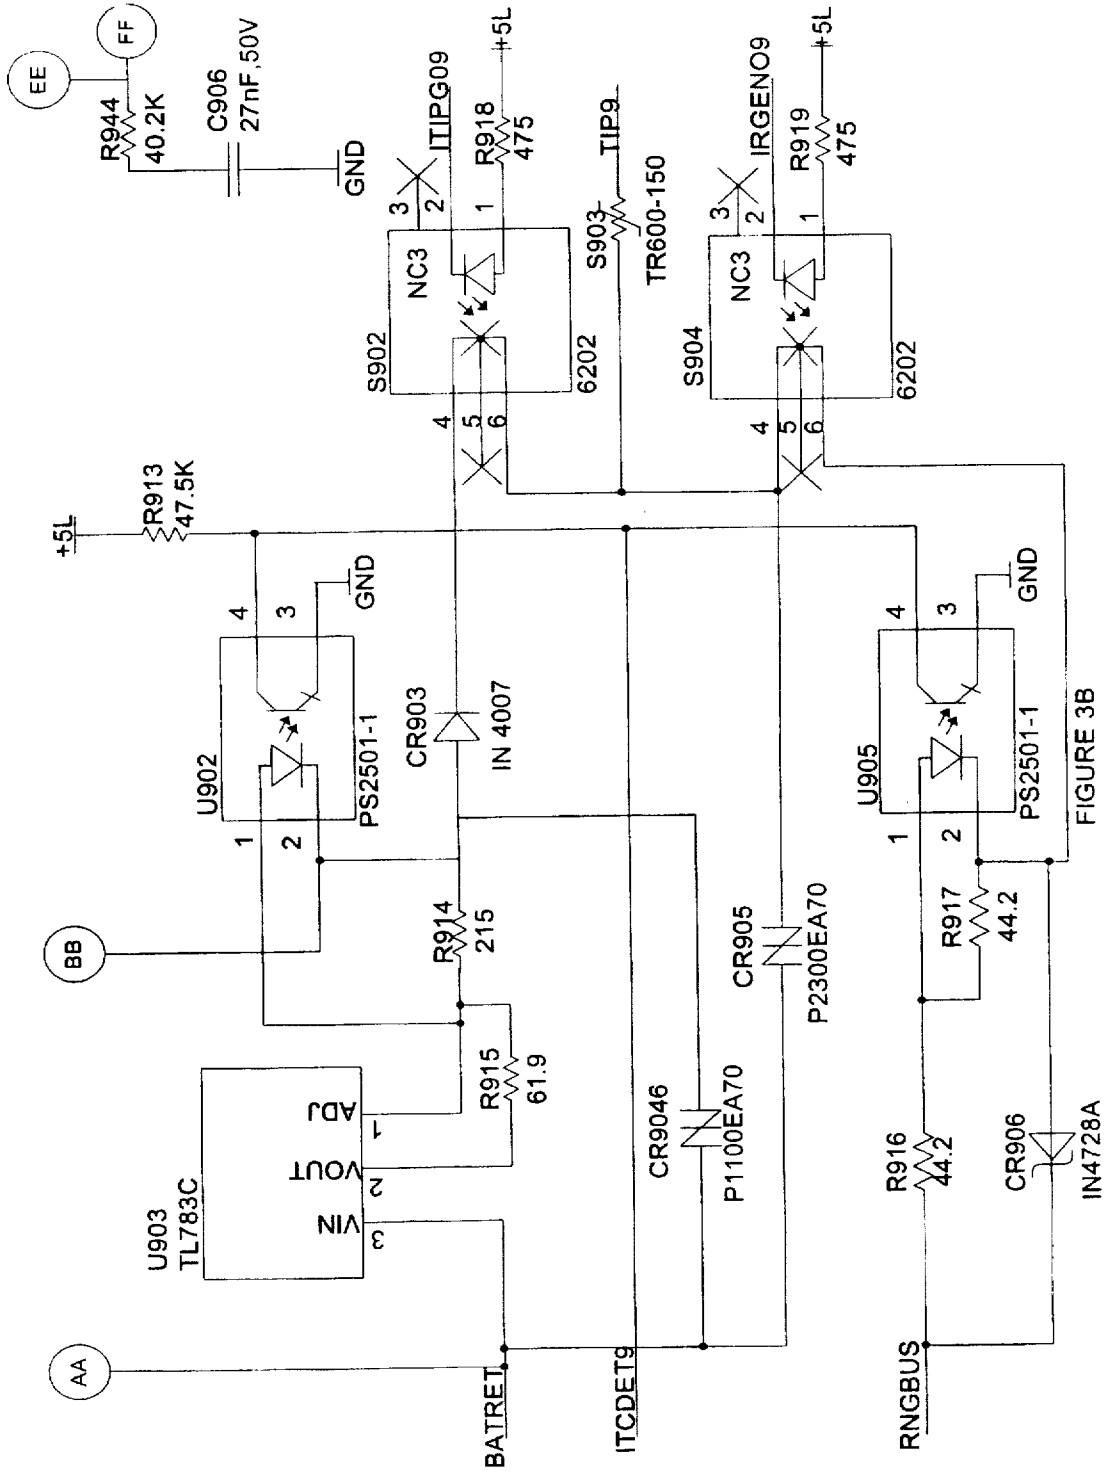 EE
FF
R944
40.2K
C906
27nF,50V
GND
+5L
R913
47.5K
S902
NC3
3
2
1
4
5
6
6202
ITIPG09
R918
475
+5L
S903
TR600-150
TIP9
S904
NC3
3
2
1
4
5
6
6202
IRGENO9
R919
475
+5L
U902
PS2501-1
1
2
4
3
GND
CR903
IN 4007
BB
R914
215
U903
TL783C
ADJ
1
VOUT
2
VIN
3
R915
61.9
CR9046
P1100EA70
CR905
P2300EA70
U905
PS2501-1
1
2
4
3
GND
R917
44.2
R916
44.2
CR906
IN4728A
AA
BATRET
ITCDET9
RNGBUS
FIGURE 3B